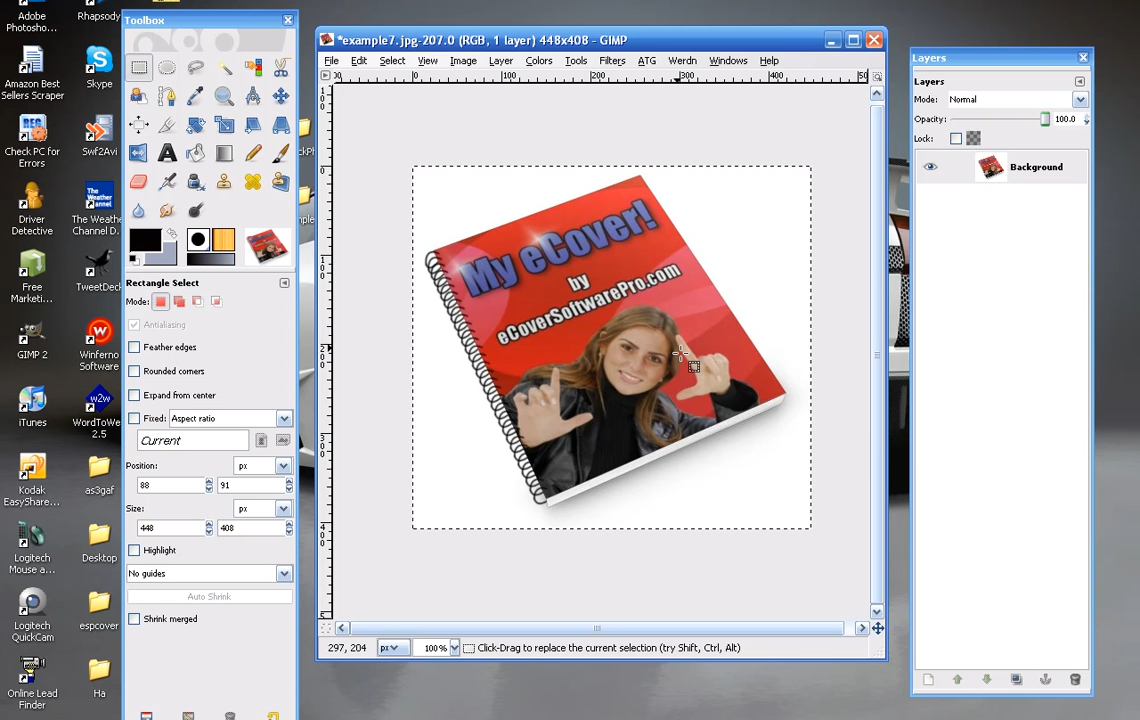 Adobe
Photosho...
Rhapsody
Amazon Best
Sellers Scraper
Skype
Check PC for
Errors
Swf2Avi
Driver
Detective
The Weathe
Channel D...
Free
Marketi...
TweetDeck
GIMP 2
Winferno
Software
iTunes
WordToWe
2.5
Kodak
EasyShare...
as3gaf
Logitech
Mouse a...
Desktop
Logitech
QuickCam
espcover
Online Lead
Finder
Ha
Toolbox
Rectangle Select
Mode:
Antialiasing
Feather edges
Rounded corners
Expand from center
Fixed: Aspect ratio
Current
Position:
px
88
91
Size:
px
448
408
Highlight
No guides
Auto Shrink
Shrink merged
*example7.jpg-207.0 (RGB, 1 layer) 448x408 – GIMP
File Edit Select View Image Layer Colors Tools Filters ATG Werdn Windows Help
0 100 200 300 400
My eCover!
by
eCoverSoftwarePro.com
297, 204 px 100% Click-Drag to replace the current selection (try Shift, Ctrl, Alt)
Layers
Layers
Mode: Normal
Opacity: 100.0
Lock:
Background